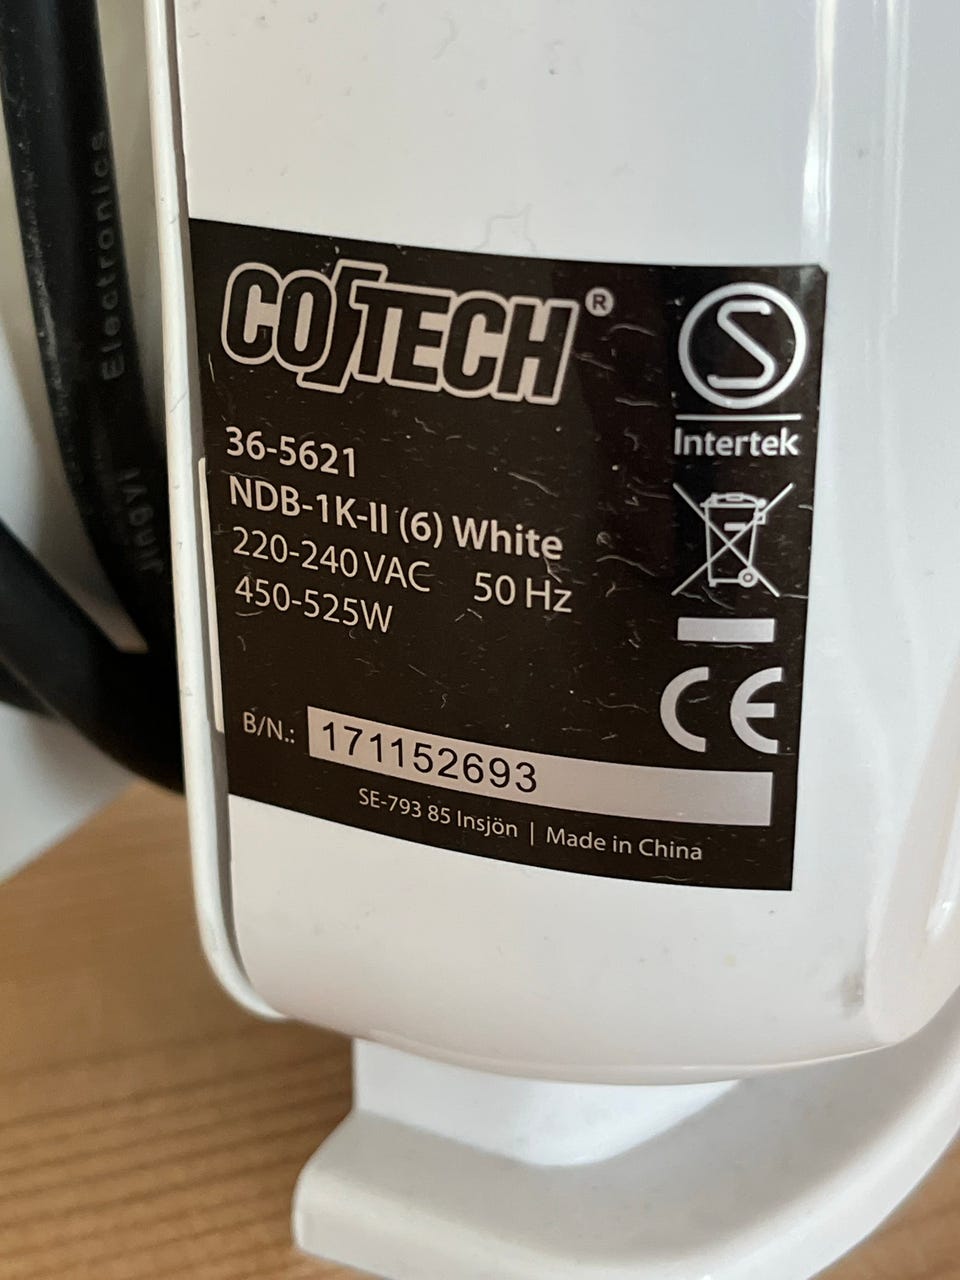 COTECH®
S
Intertek
36-5621
NDB-1K-II (6) White
220-240 VAC 50 Hz
450-525W
CE
B/N.: 171152693
SE-793 85 Insjön | Made in China
Jingyi Electronics